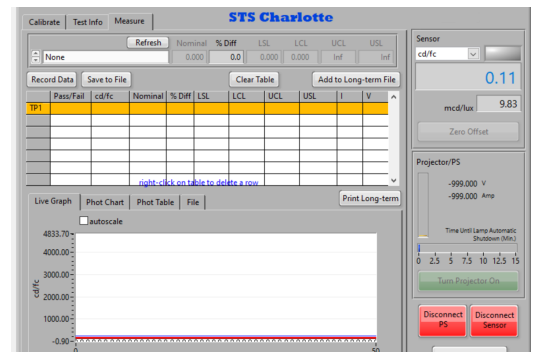 STS Charlotte
Calibrate Test Info Measure
Refresh Nominal % Diff LSL LCL UCL USL
None 0.000 0.0 0.000 0.000 Inf Inf
Record Data Save to File Clear Table Add to Long-term File
Pass/Fail cd/fc Nominal % Diff LSL LCL UCL USL I V
TP1
right-click on table to delete a row
Live Graph Phot Chart Phot Table File Print Long-term
autoscale
4833.70
4000.00
3000.00
2000.00
1000.00
-0.90
cd/fc
0 50
Sensor
cd/fc
0.11
mcd/lux 9.83
Zero Offset
Projector/PS
-999.000 V
-999.000 Amp
Time Until Lamp Automatic
Shutdown (Min.)
0 2.5 5 7.5 10 12.5 15
Turn Projector On
Disconnect PS
Disconnect Sensor